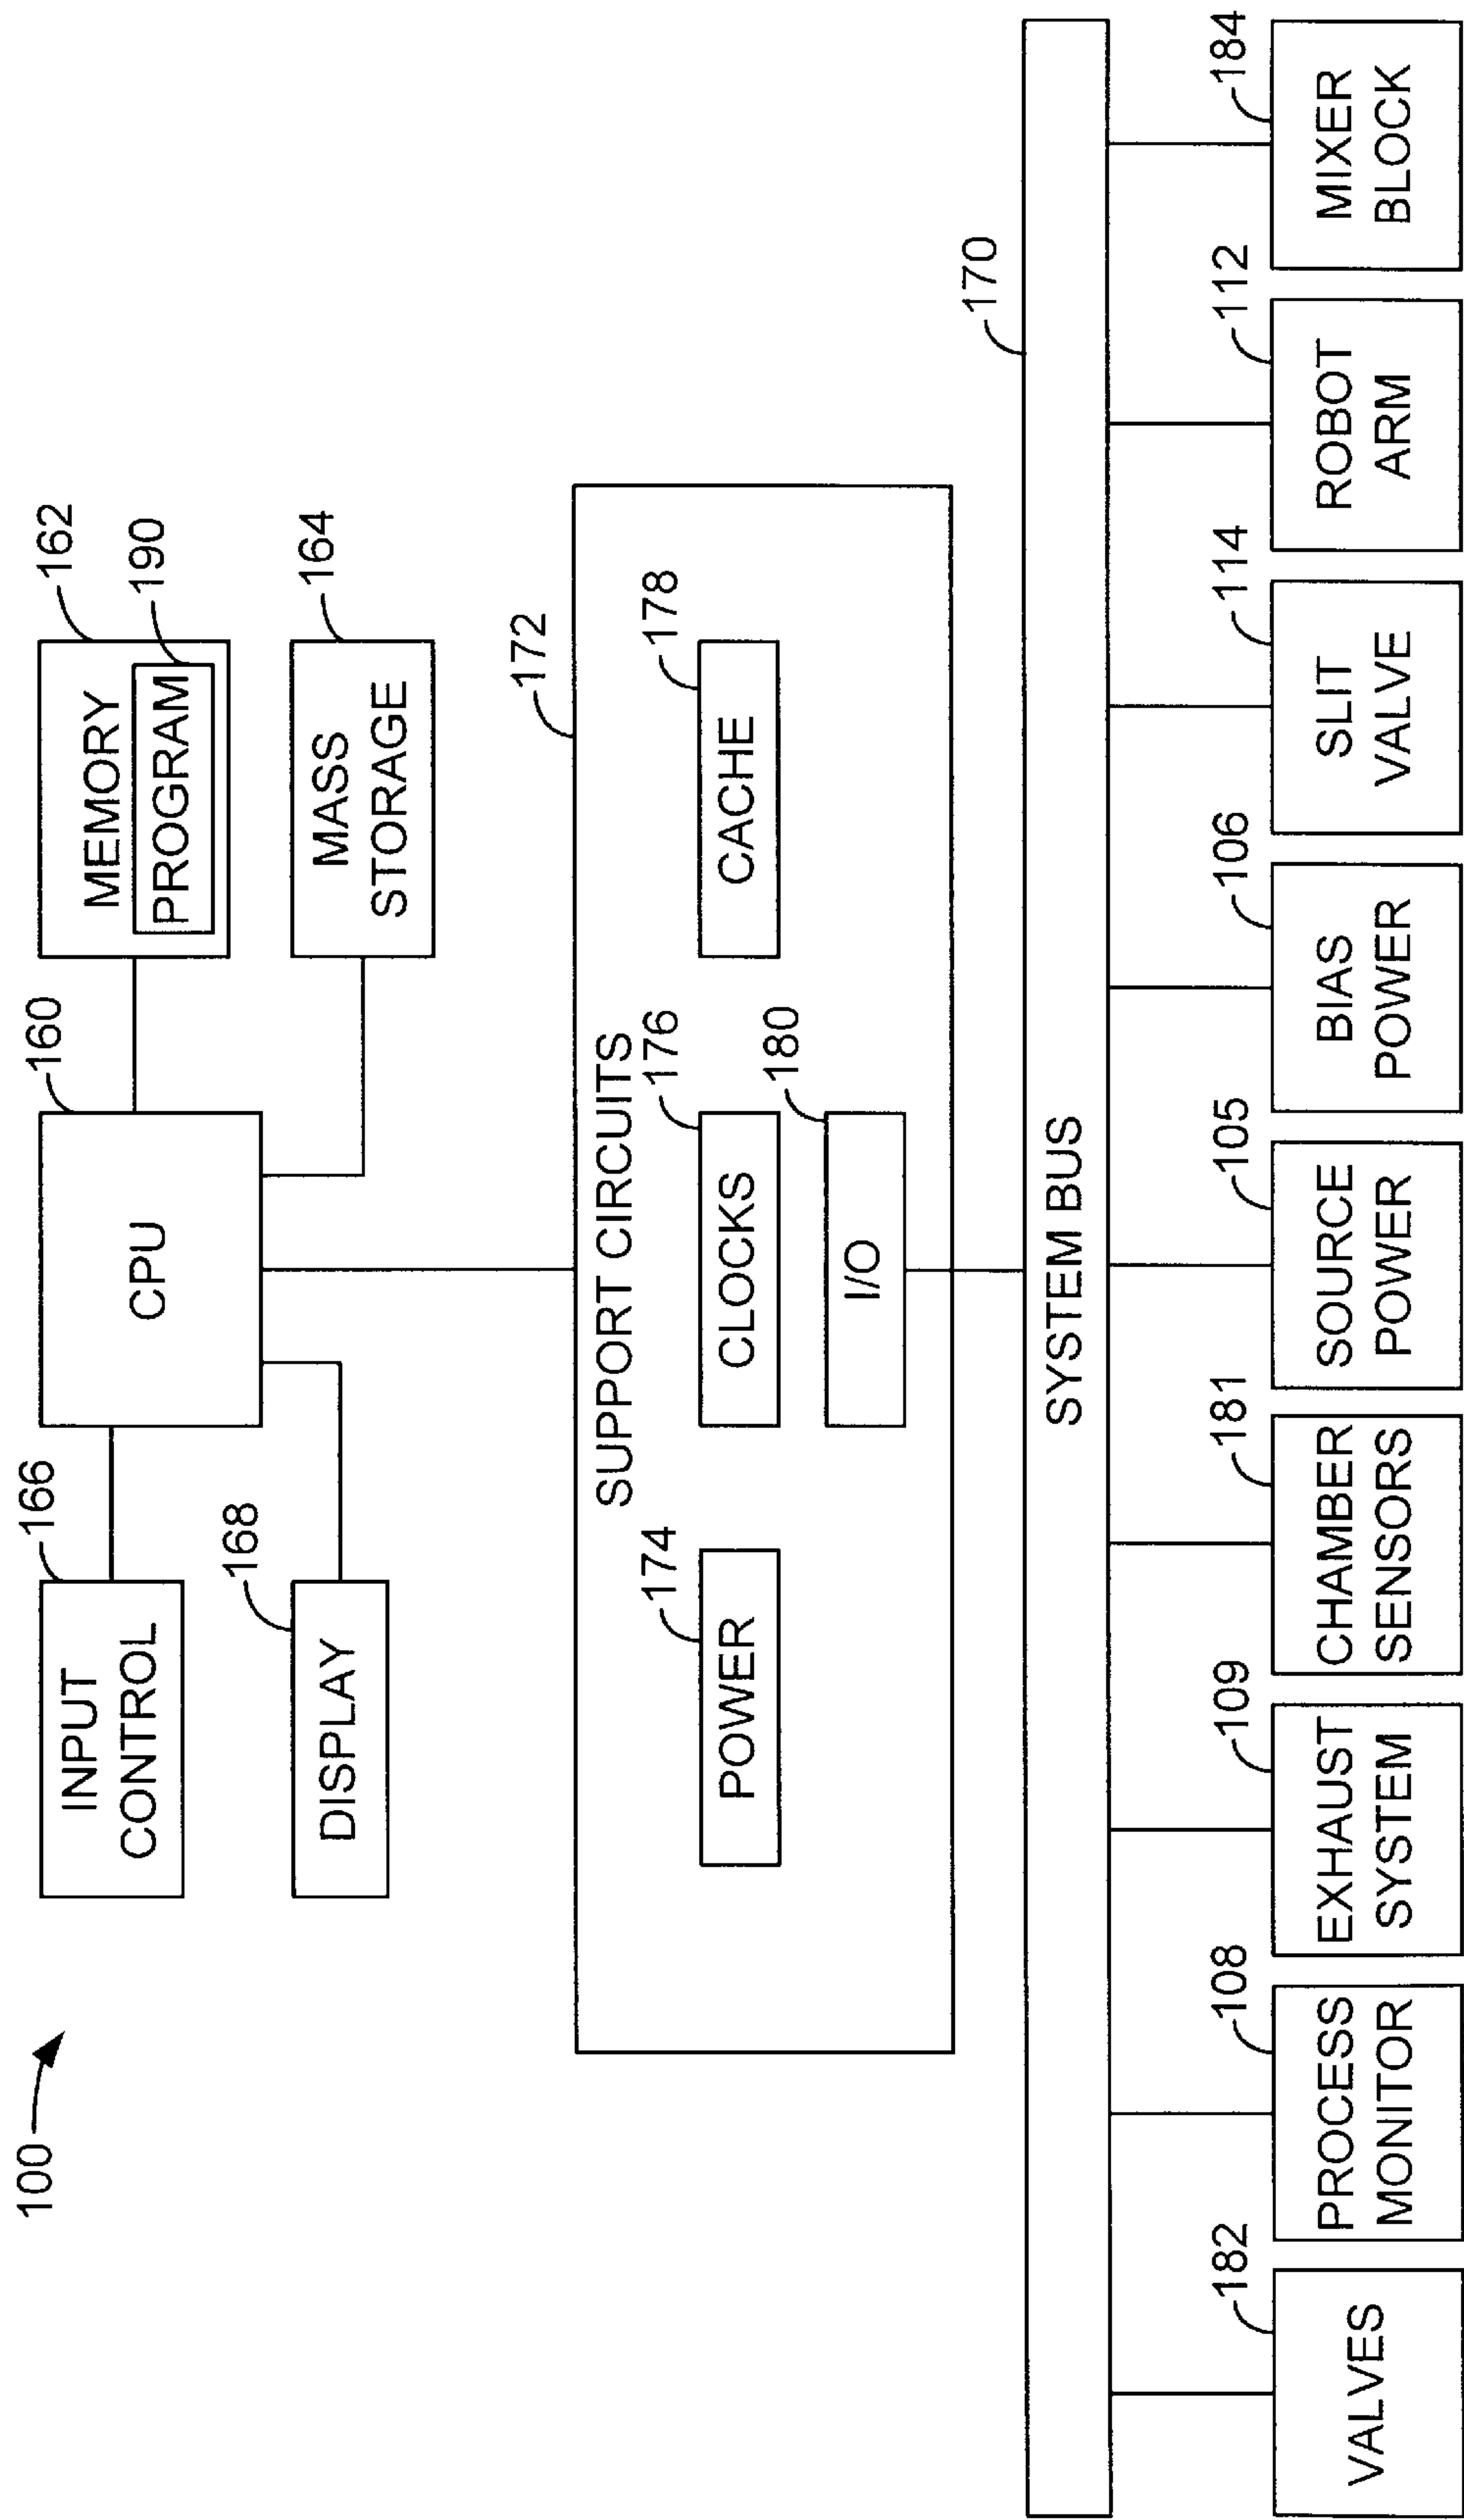 100
166
INPUT
CONTROL
168
DISPLAY
160
CPU
162
MEMORY
190
PROGRAM
164
MASS
STORAGE
172
SUPPORT CIRCUITS
174
POWER
176
CLOCKS
178
CACHE
180
I/O
170
SYSTEM BUS
182
VALVES
108
PROCESS
MONITOR
109
EXHAUST
SYSTEM
181
CHAMBER
SENSORS
105
SOURCE
POWER
106
BIAS
POWER
114
SLIT
VALVE
112
ROBOT
ARM
184
MIXER
BLOCK